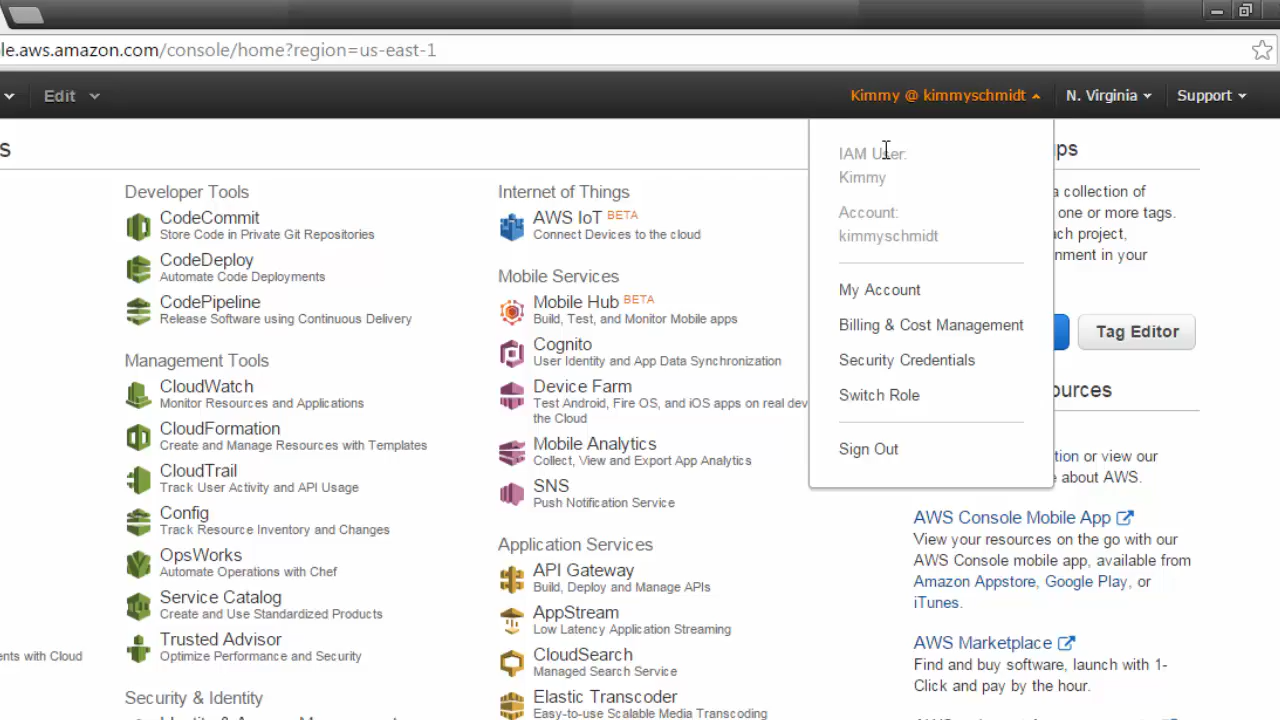 le.aws.amazon.com/console/home?region=us-east-1
Edit
Kimmy @ kimmyschmidt
N. Virginia
Support
s
Developer Tools
CodeCommit
Store Code in Private Git Repositories
CodeDeploy
Automate Code Deployments
CodePipeline
Release Software using Continuous Delivery
Management Tools
CloudWatch
Monitor Resources and Applications
CloudFormation
Create and Manage Resources with Templates
CloudTrail
Track User Activity and API Usage
Config
Track Resource Inventory and Changes
OpsWorks
Automate Operations with Chef
Service Catalog
Create and Use Standardized Products
Trusted Advisor
ents with Cloud
Optimize Performance and Security
Security & Identity
Internet of Things
AWS IoT BETA
Connect Devices to the cloud
Mobile Services
Mobile Hub BETA
Build, Test, and Monitor Mobile apps
Cognito
User Identity and App Data Synchronization
Device Farm
Test Android, Fire OS, and iOS apps on real dev
the Cloud
Mobile Analytics
Collect, View and Export App Analytics
SNS
Push Notification Service
Application Services
API Gateway
Build, Deploy and Manage APIs
AppStream
Low Latency Application Streaming
CloudSearch
Managed Search Service
Elastic Transcoder
Easy-to-use Scalable Media Transcoding
IAM User:
Kimmy
Account:
kimmyschmidt
My Account
Billing & Cost Management
Security Credentials
Switch Role
Sign Out
ps
a collection of
one or more tags.
ch project,
nment in your
Tag Editor
ources
tion or view our
about AWS.
AWS Console Mobile App
View your resources on the go with our
AWS Console mobile app, available from
Amazon Appstore, Google Play, or
iTunes.
AWS Marketplace
Find and buy software, launch with 1-
Click and pay by the hour.